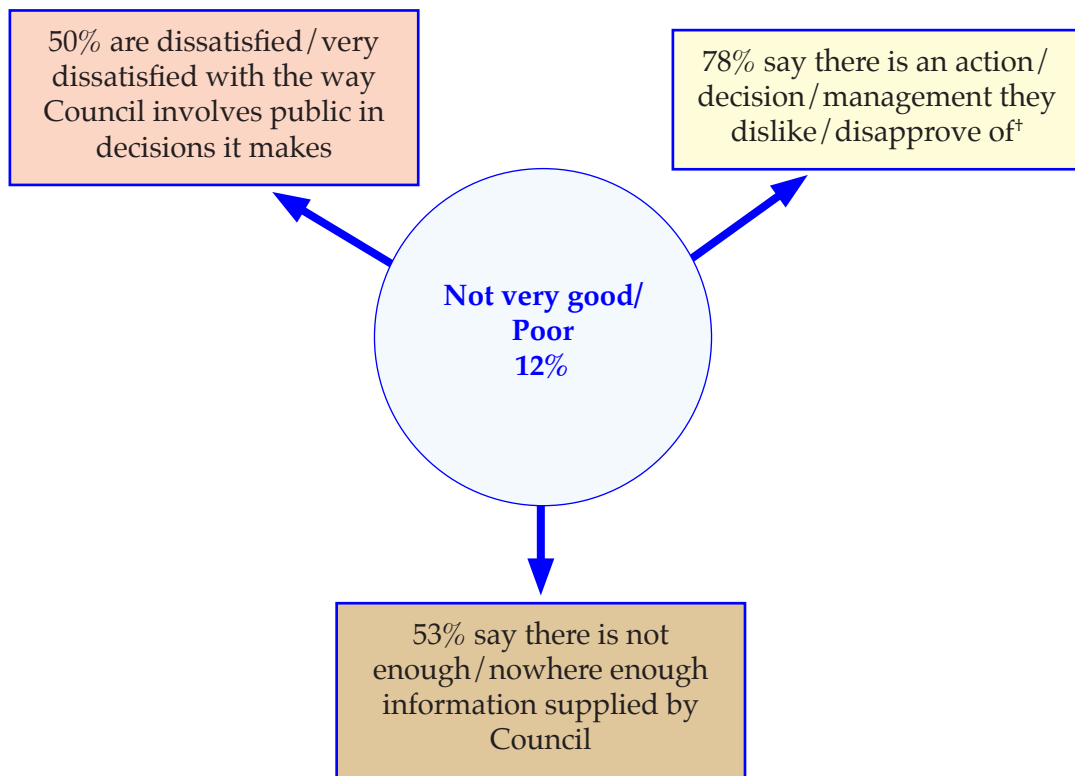 50% are dissatisfied/very
dissatisfied with the way
Council involves public in
decisions it makes
78% say there is an action/
decision/management they
dislike/disapprove of†
Not very good/
Poor
12%
53% say there is not
enough/nowhere enough
information supplied by
Council